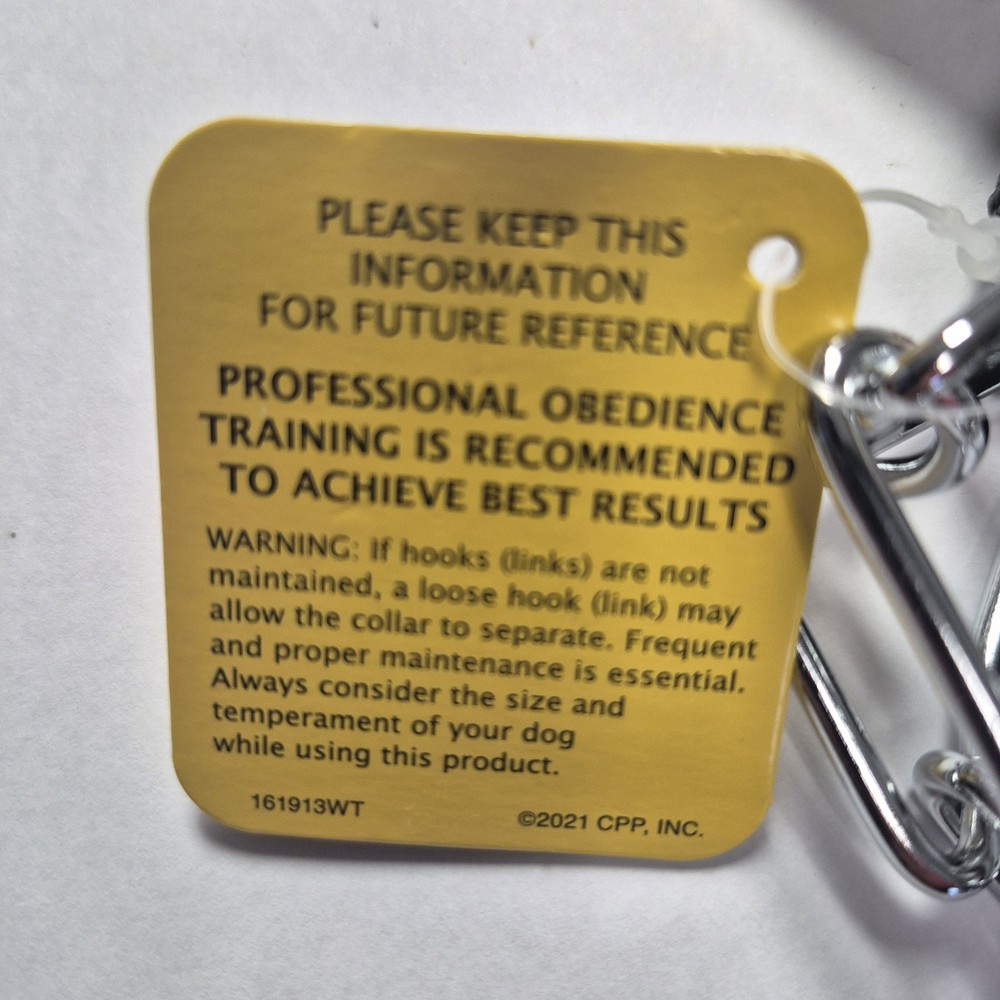 PLEASE KEEP THIS
INFORMATION
FOR FUTURE REFERENCE
PROFESSIONAL OBEDIENCE
TRAINING IS RECOMMENDED
TO ACHIEVE BEST RESULTS
WARNING: If hooks (links) are not
maintained, a loose hook (link) may
allow the collar to separate. Frequent
and proper maintenance is essential.
Always consider the size and
temperament of your dog
while using this product.
161913WT
©2021 CPP, INC.